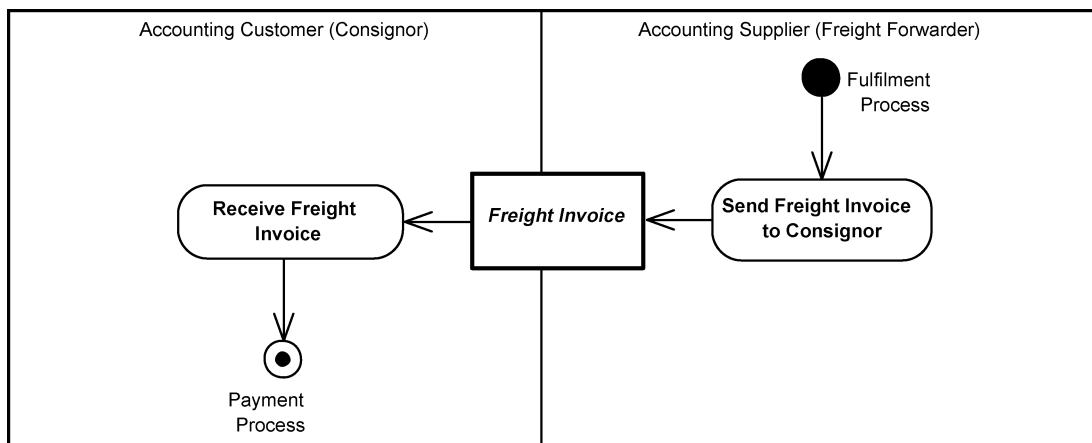 Accounting Customer (Consignor)
Accounting Supplier (Freight Forwarder)
Fulfilment
Process
Send Freight Invoice
to Consignor
Freight Invoice
Receive Freight
Invoice
Payment
Process